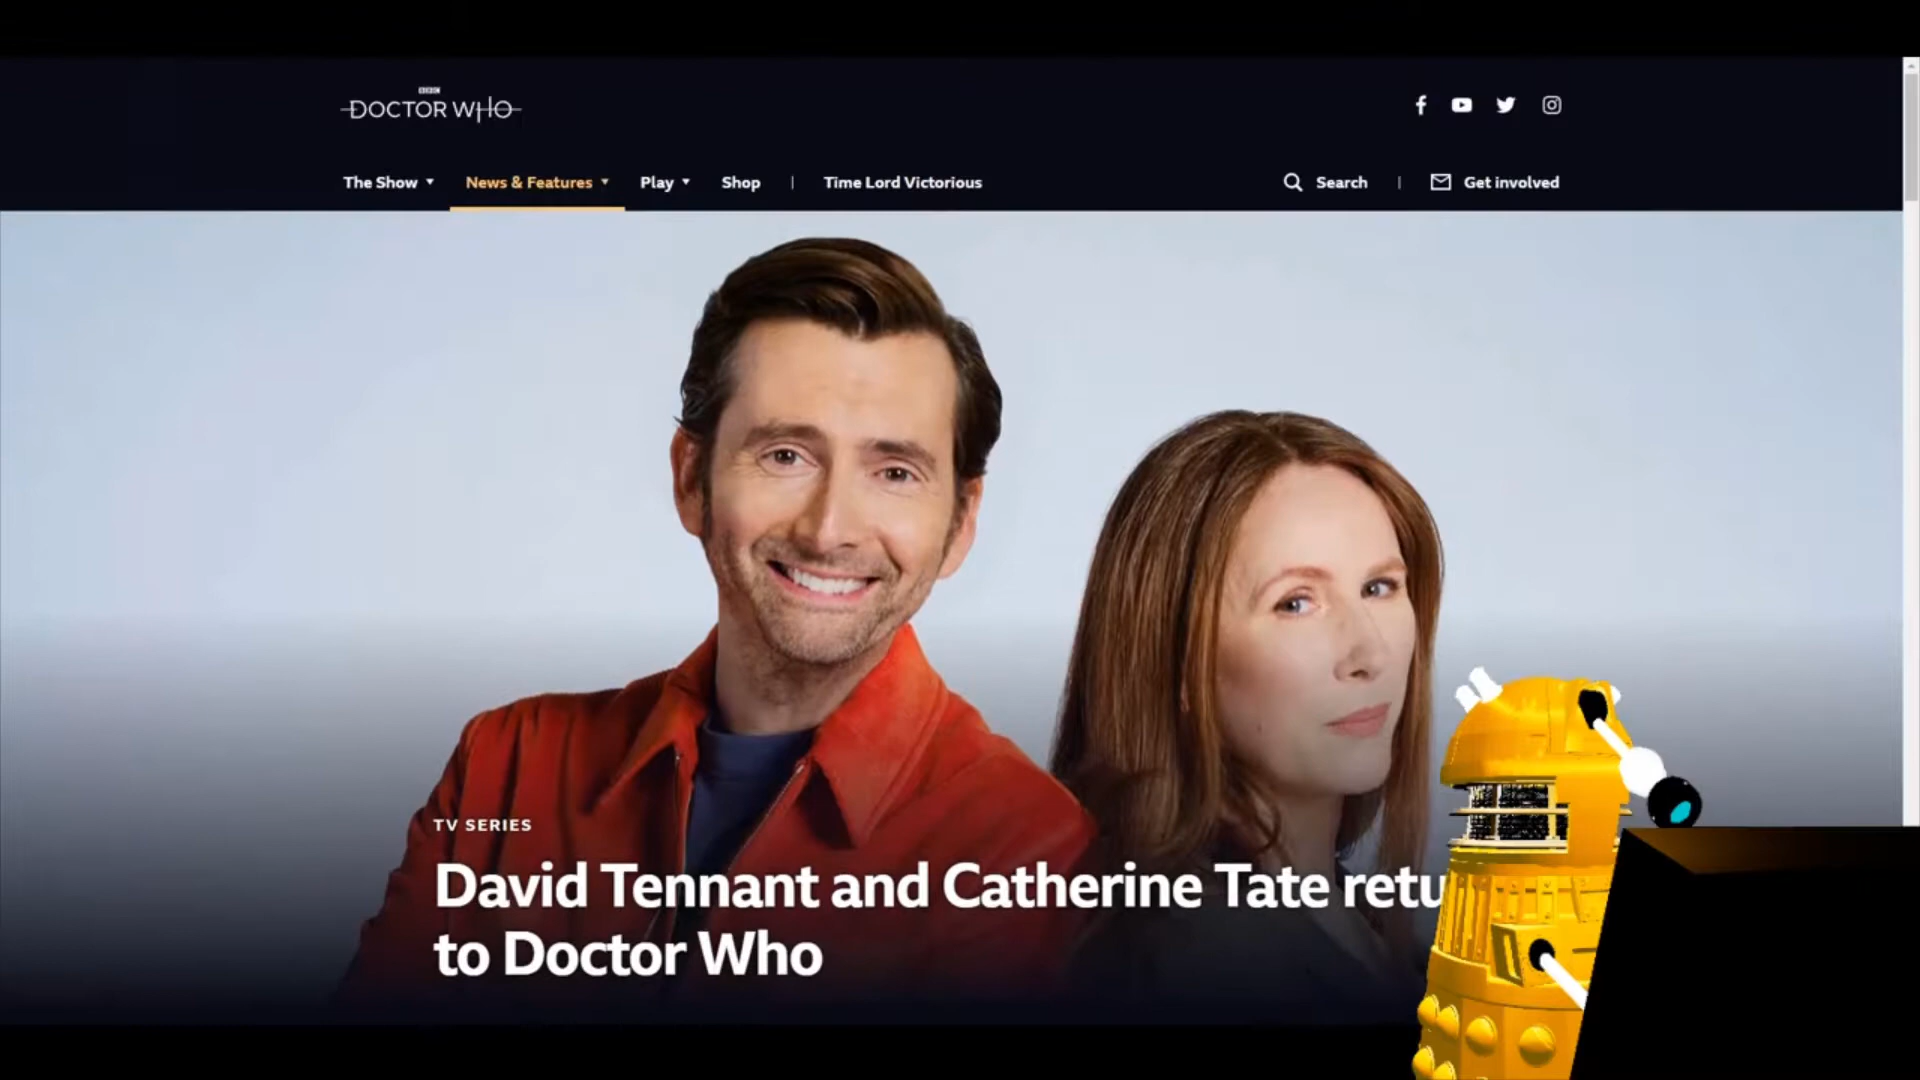 BBC
DOCTOR WHO
The Show
News & Features
Play
Shop
Time Lord Victorious
Search
Get involved
TV SERIES
David Tennant and Catherine Tate retu
to Doctor Who